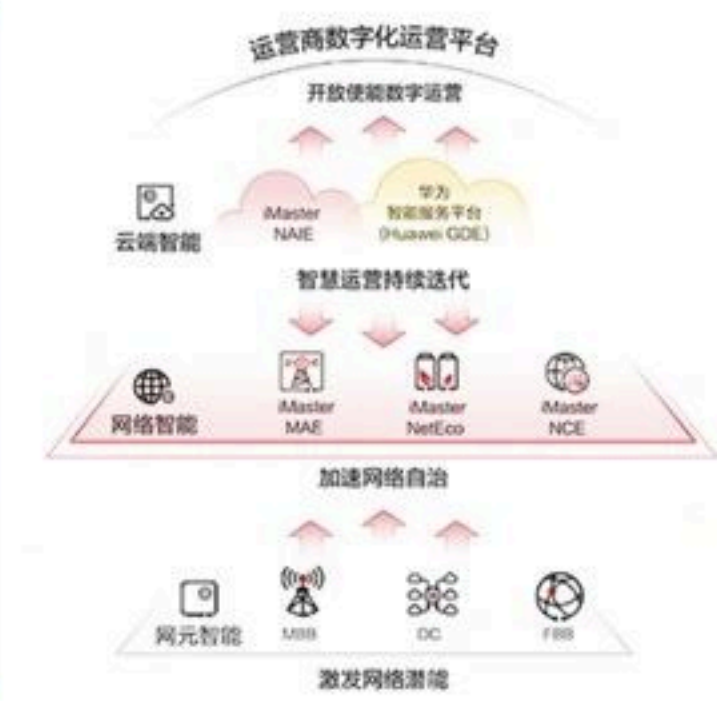 运营商数字化运营平台
开放使能数字运营
云端智能
iMaster
NAIE
华为
智能服务平台
(Huawei GDE)
智慧运营持续迭代
网络智能
iMaster
MAE
iMaster
NetEco
iMaster
NCE
加速网络自治
网元智能
MBB
DC
FBB
激发网络潜能